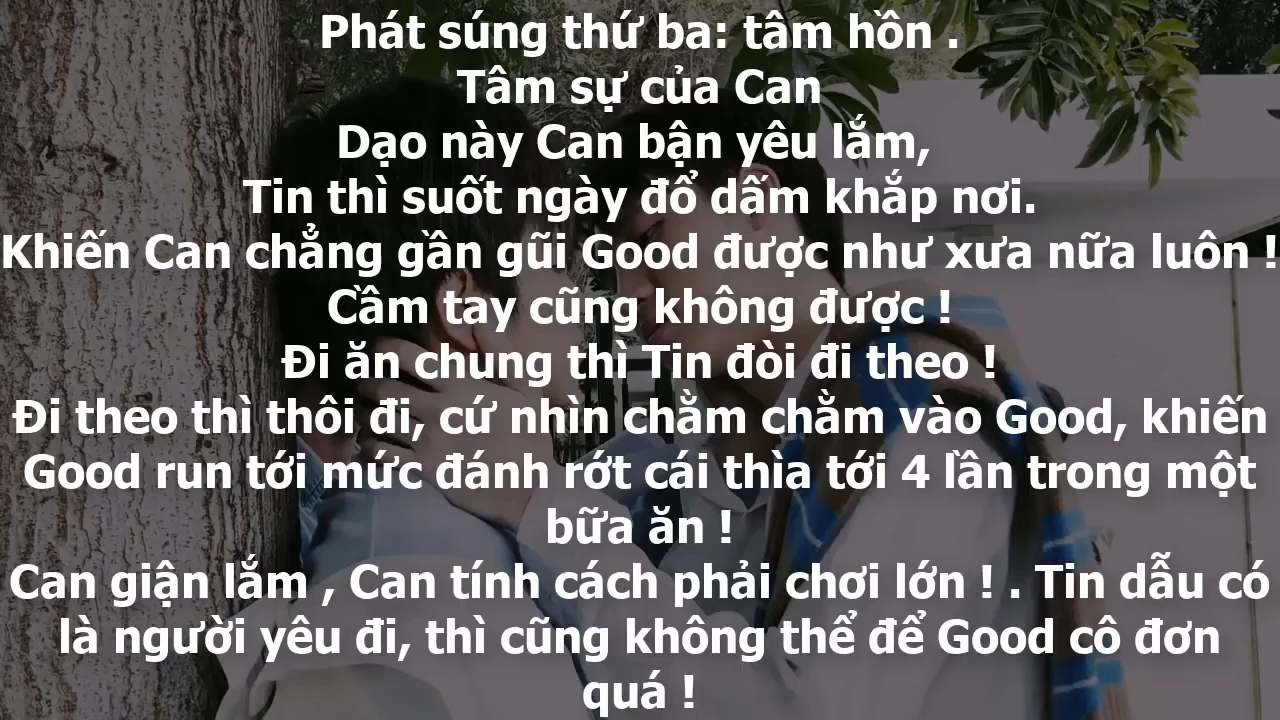 Phát súng thứ ba: tâm hồn .
Tâm sự của Can
Dạo này Can bận yêu lắm,
Tin thì suốt ngày đổ dấm khắp nơi.
Khiến Can chẳng gần gũi Good được như xưa nữa luôn !
Cầm tay cũng không được !
Đi ăn chung thì Tin đòi đi theo !
Đi theo thì thôi đi, cứ nhìn chằm chằm vào Good, khiến
Good run tới mức đánh rớt cái thìa tới 4 lần trong một
bữa ăn !
Can giận lắm , Can tính cách phải chơi lớn ! . Tin dẫu có
là người yêu đi, thì cũng không thể để Good cô đơn
quá !